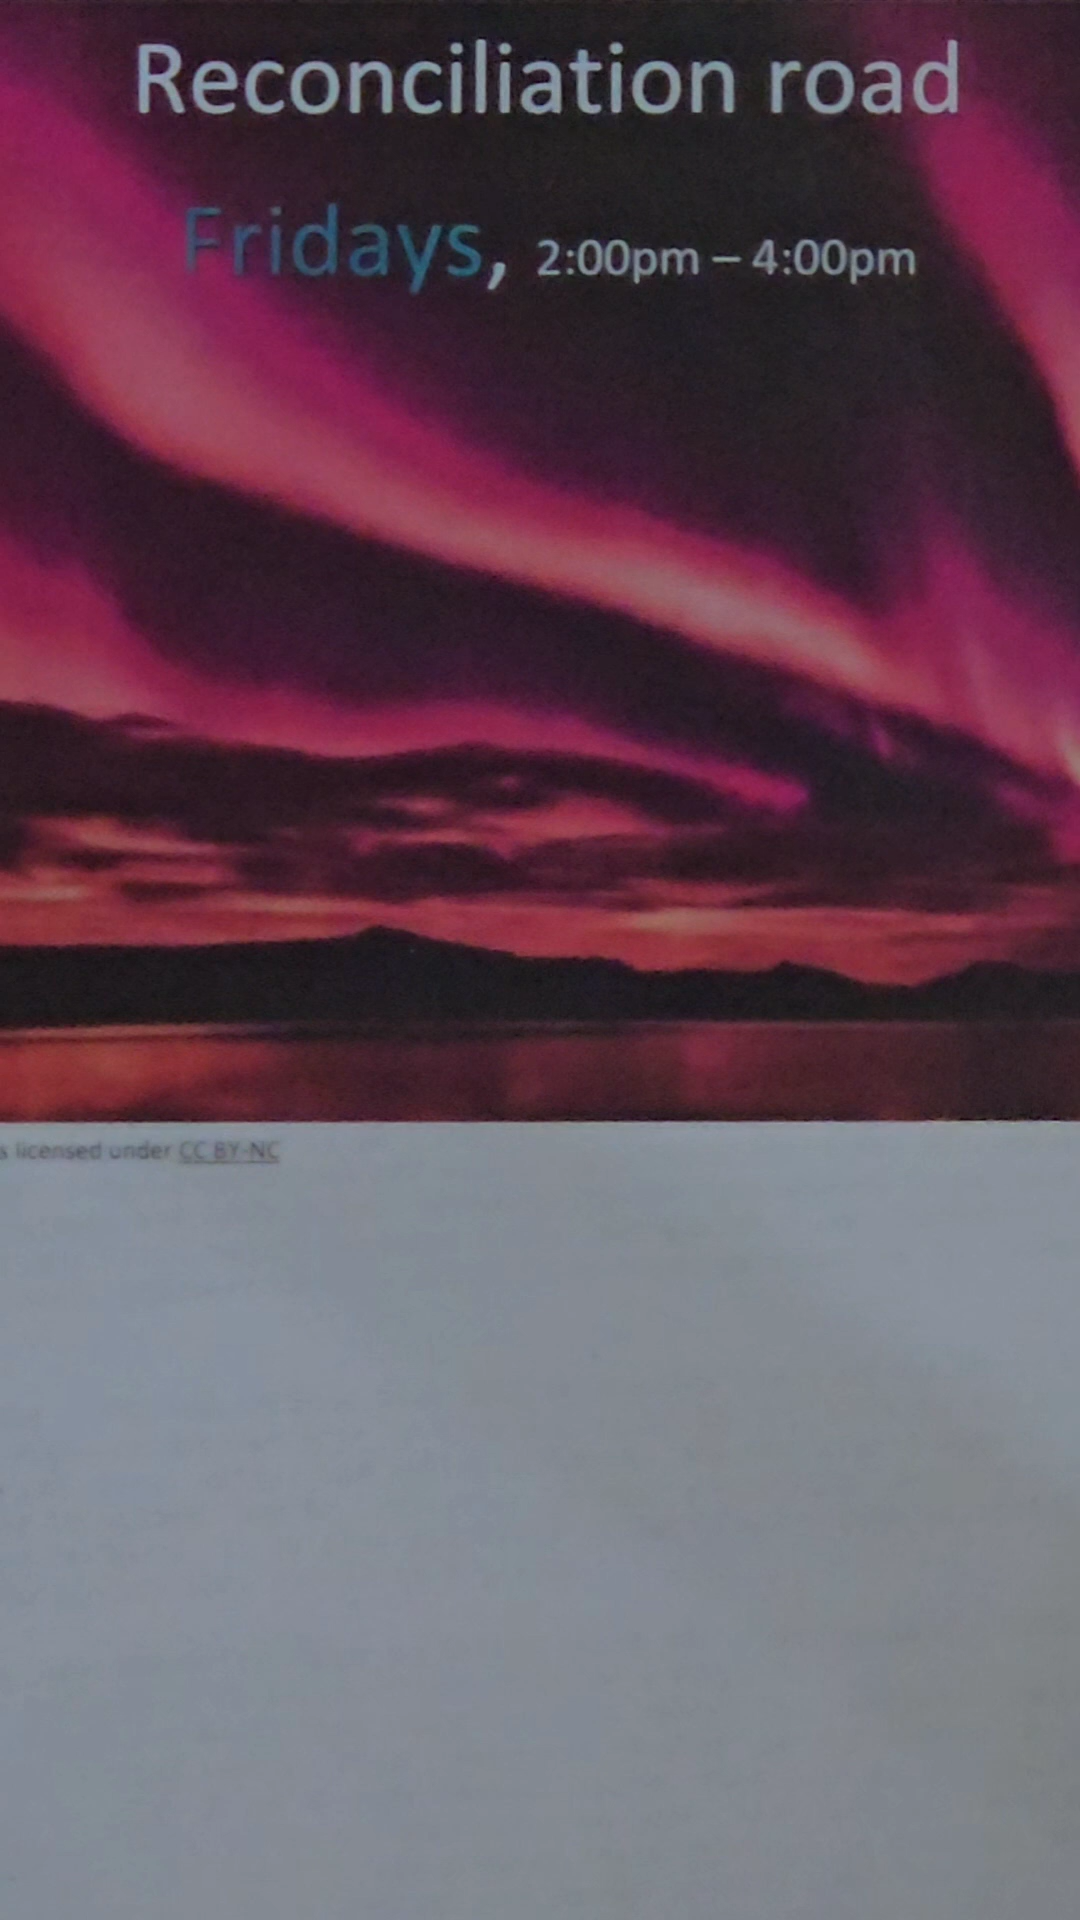 Reconciliation road
Fridays, 2:00pm – 4:00pm
licensed under CC BY-NC